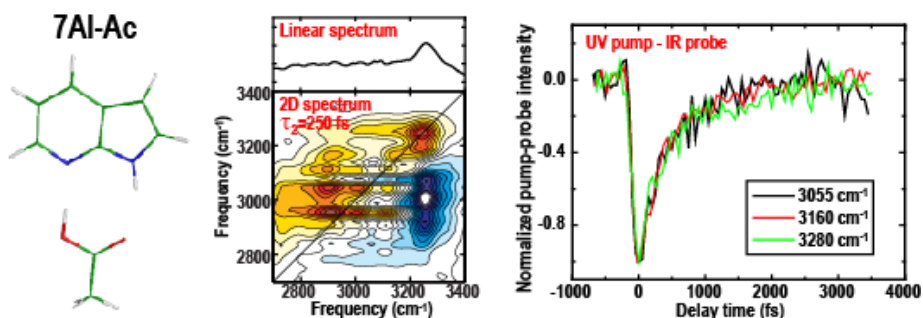 7AI-Ac
Linear spectrum
2D spectrum
τ2=250 fs
3400
3200
3000
2800
Frequency (cm-1)
2800 3000 3200 3400
Frequency (cm-1)
UV pump - IR probe
Normalized pump-probe intensity
0.0
-0.4
-0.8
3055 cm-1
3160 cm-1
3280 cm-1
-1000 0 1000 2000 3000 4000
Delay time (fs)